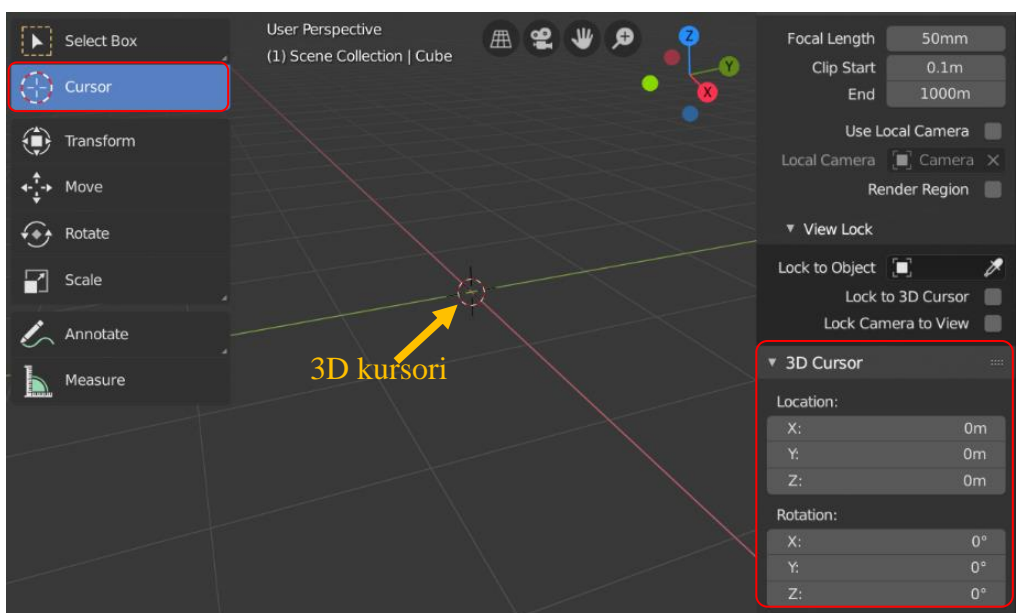 Select Box
Cursor
Transform
Move
Rotate
Scale
Annotate
Measure
User Perspective
(1) Scene Collection | Cube
Z
Y
X
3D kursori
Focal Length 50mm
Clip Start 0.1m
End 1000m
Use Local Camera
Local Camera Camera
Render Region
View Lock
Lock to Object
Lock to 3D Cursor
Lock Camera to View
3D Cursor
Location:
X: 0m
Y: 0m
Z: 0m
Rotation:
X: 0°
Y: 0°
Z: 0°